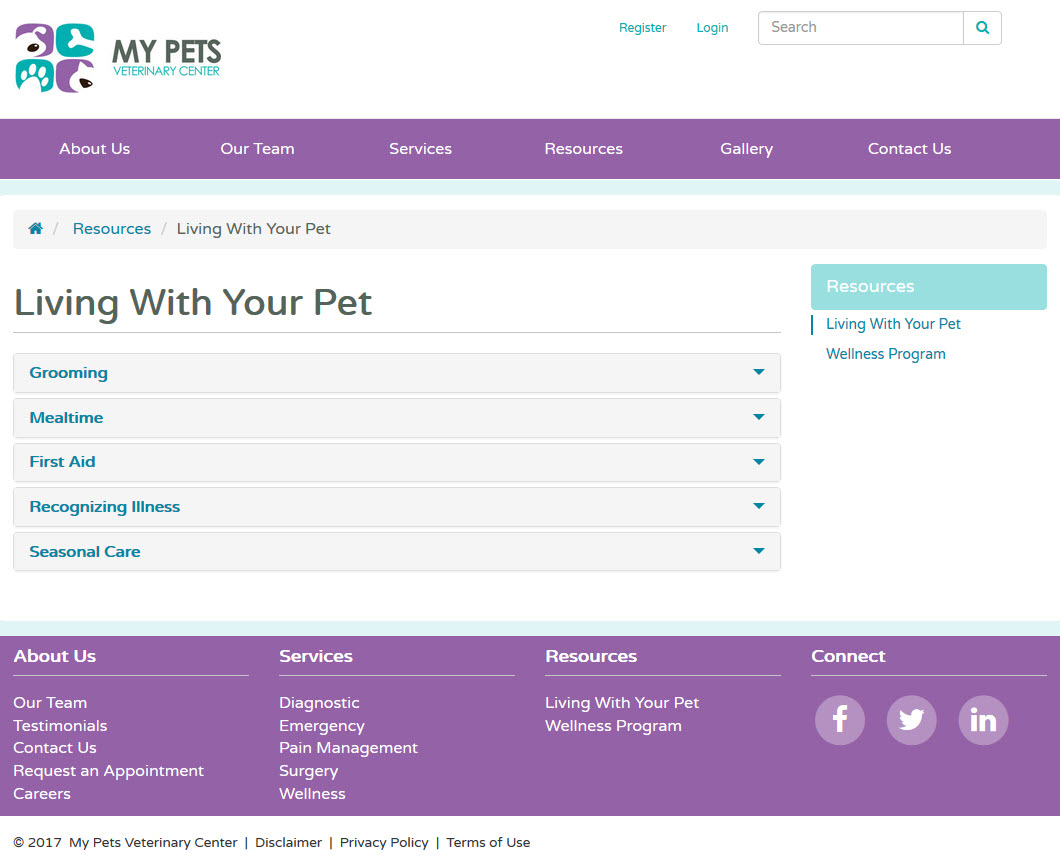 Register Login Search
MY PETS
VETERINARY CENTER
About Us Our Team Services Resources Gallery Contact Us
/ Resources / Living With Your Pet
Living With Your Pet
Grooming
Mealtime
First Aid
Recognizing Illness
Seasonal Care
Resources
Living With Your Pet
Wellness Program
About Us
Our Team
Testimonials
Contact Us
Request an Appointment
Careers
Services
Diagnostic
Emergency
Pain Management
Surgery
Wellness
Resources
Living With Your Pet
Wellness Program
Connect
f in
© 2017 My Pets Veterinary Center | Disclaimer | Privacy Policy | Terms of Use